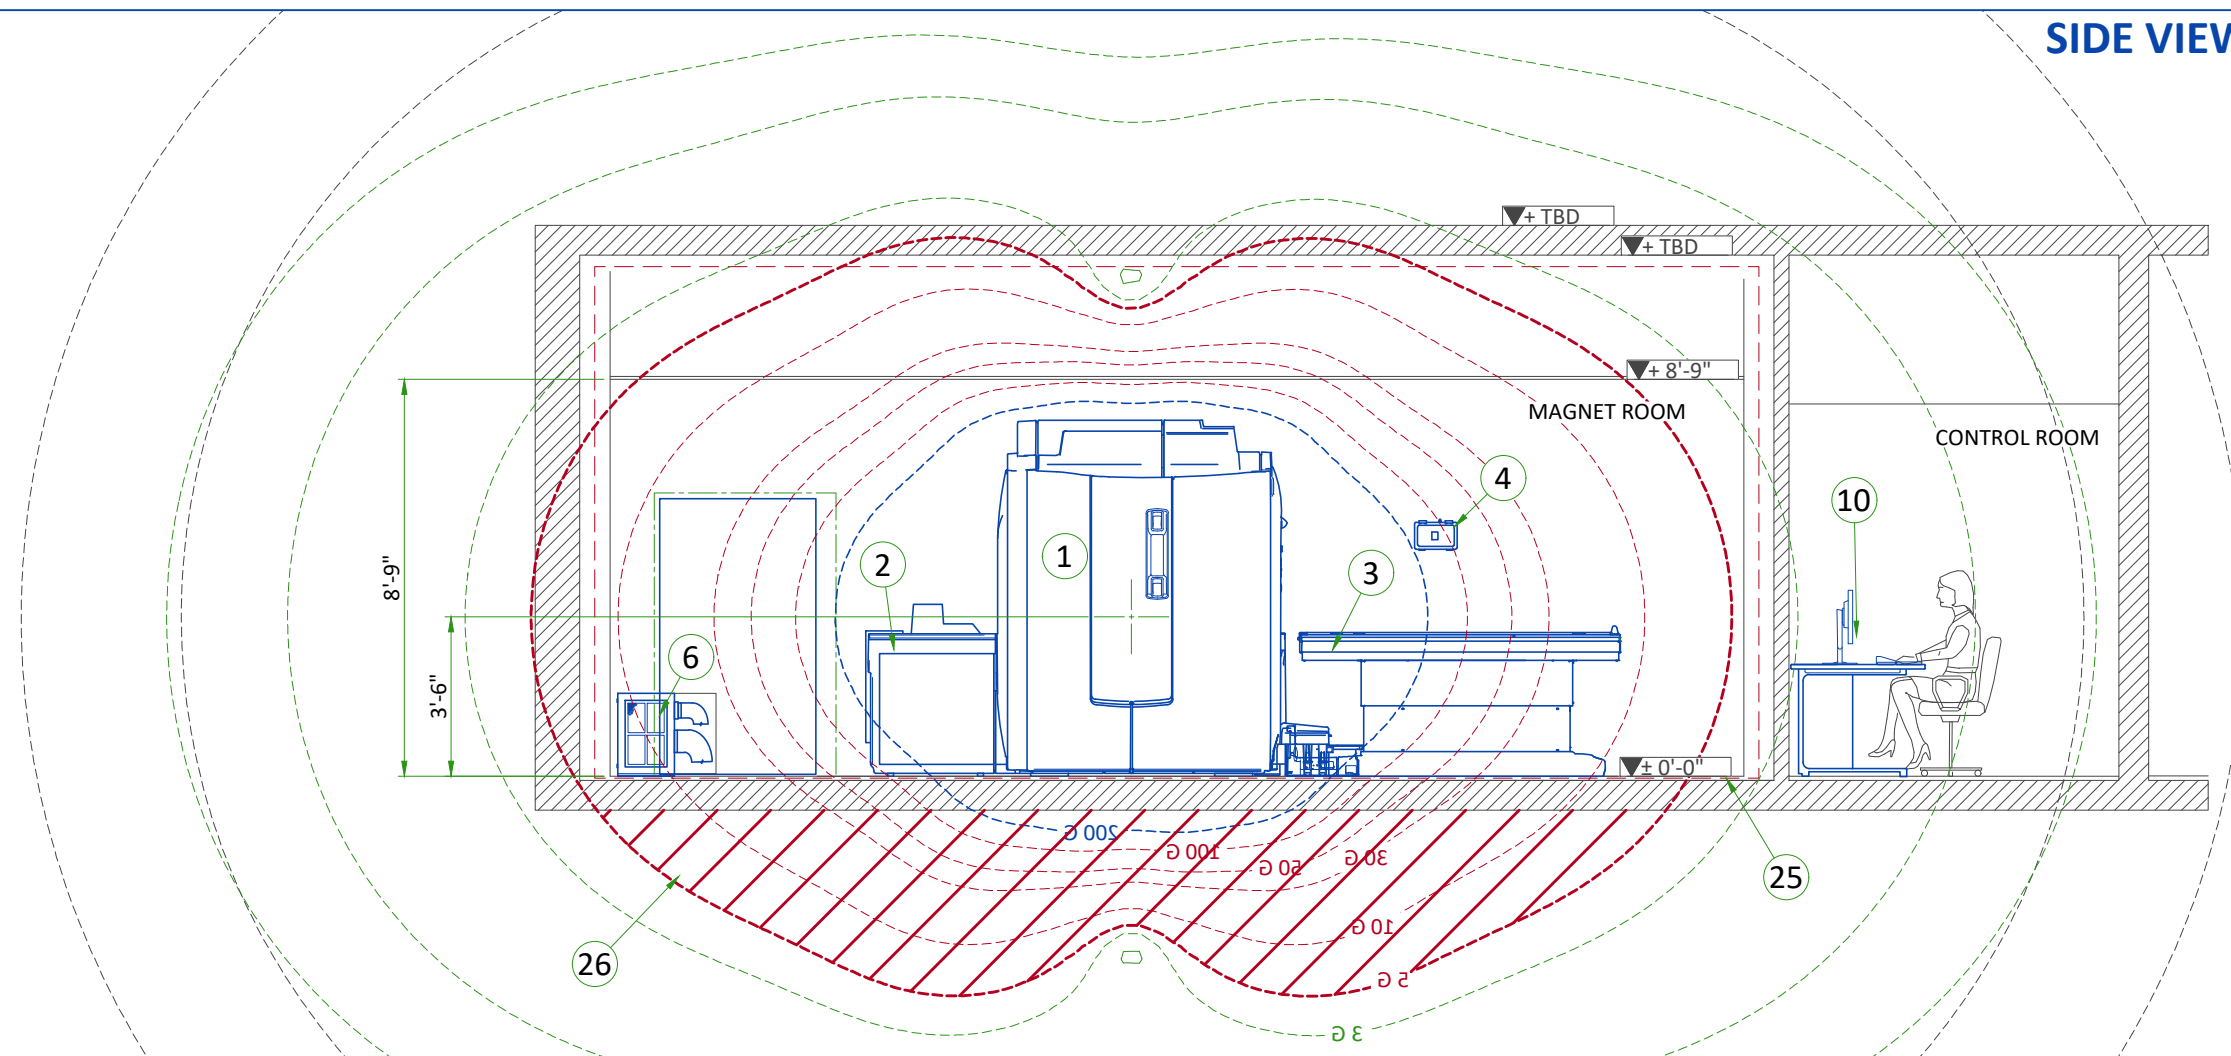 SIDE VIEW
+ TBD
+ TBD
+ 8'-9"
MAGNET ROOM
CONTROL ROOM
4
10
1
2
3
8'-9"
6
3'-6"
± 0'-0"
200 G
100 G
50 G
30 G
25
10 G
26
5 G
3 G